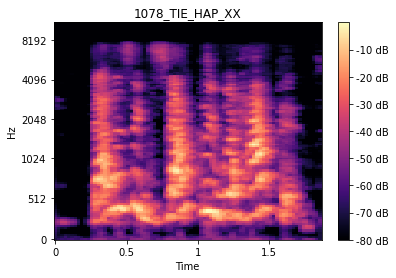 1078_TIE_HAP_XX
8192
4096
2048
1024
512
0
Hz
0
0.5
1
1.5
Time
-10 dB
-20 dB
-30 dB
-40 dB
-50 dB
-60 dB
-70 dB
-80 dB